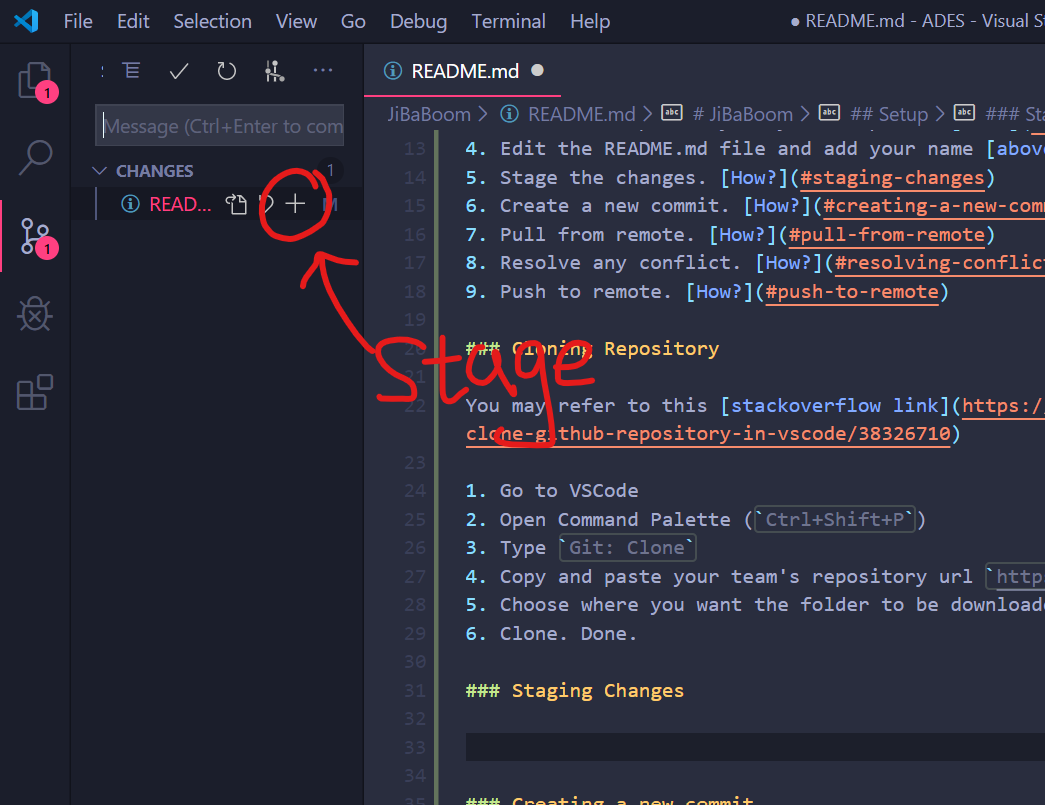 File Edit Selection View Go Debug Terminal Help ● README.md - ADES - Visual St
README.md
JiBaBoom > README.md > # JiBaBoom > ## Setup > ### Sta
1
Message (Ctrl+Enter to com
CHANGES 1
READ... M
1
13 4. Edit the README.md file and add your name [abov
14 5. Stage the changes. [How?](#staging-changes)
15 6. Create a new commit. [How?](#creating-a-new-com
16 7. Pull from remote. [How?](#pull-from-remote)
17 8. Resolve any conflict. [How?](#resolving-conflict
18 9. Push to remote. [How?](#push-to-remote)
19
Stage
20 ### Cloning Repository
21
22 You may refer to this [stackoverflow link](https:/
clone-github-repository-in-vscode/38326710)
23
24 1. Go to VSCode
25 2. Open Command Palette (`Ctrl+Shift+P`)
26 3. Type `Git: Clone`
27 4. Copy and paste your team's repository url `http
28 5. Choose where you want the folder to be download
29 6. Clone. Done.
30
31 ### Staging Changes
32
33
34
35 ### Creating a new commit